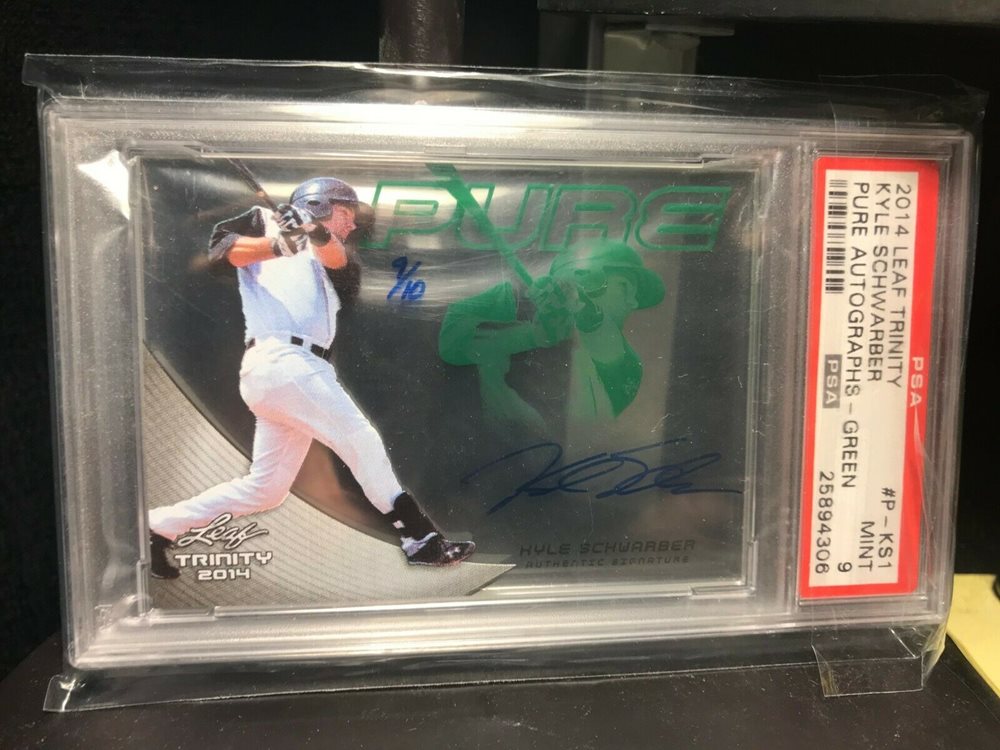 PURE
9/10
Leaf
TRINITY
2014
KYLE SCHWARBER
AUTHENTIC SIGNATURE
PSA
2014 LEAF TRINITY #P-KS1
KYLE SCHWARBER MINT
PURE AUTOGRAPHS-GREEN 9
PSA 25894306